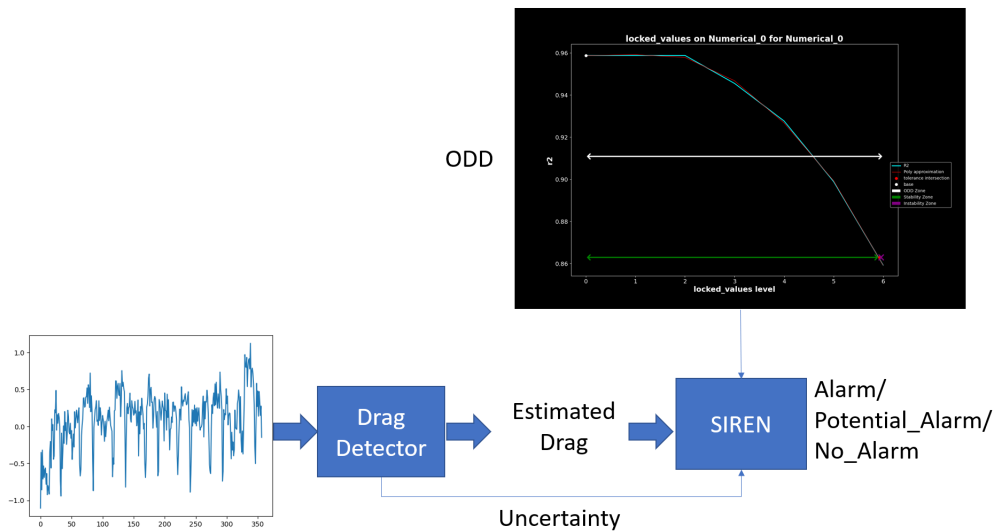 locked_values on Numerical_0 for Numerical_0
0.96
0.94
0.92
0.90
0.88
0.86
r2
0
1
2
3
4
5
6
locked_values level
R2
Poly approximation
tolerance intersection
base
ODD Zone
Stability Zone
Instability Zone
ODD
1.0
0.5
0.0
−0.5
−1.0
0
50
100
150
200
250
300
350
Drag
Detector
Estimated
Drag
SIREN
Alarm/
Potential_Alarm/
No_Alarm
Uncertainty